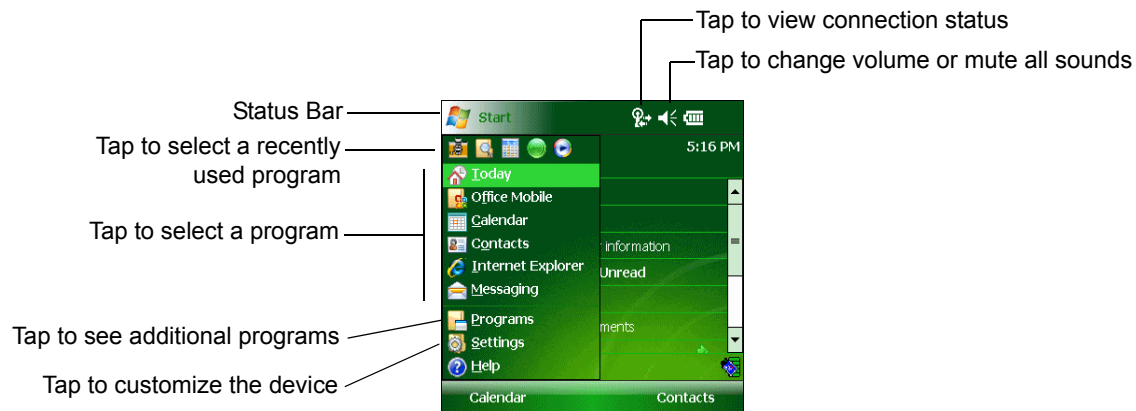 Tap to view connection status
Tap to change volume or mute all sounds
Status Bar
Start
Tap to select a recently
used program
5:16 PM
Today
Office Mobile
Tap to select a program
Calendar
Contacts
information
Internet Explorer
Unread
Messaging
Tap to see additional programs
Programs
ments
Settings
Tap to customize the device
Help
Calendar
Contacts